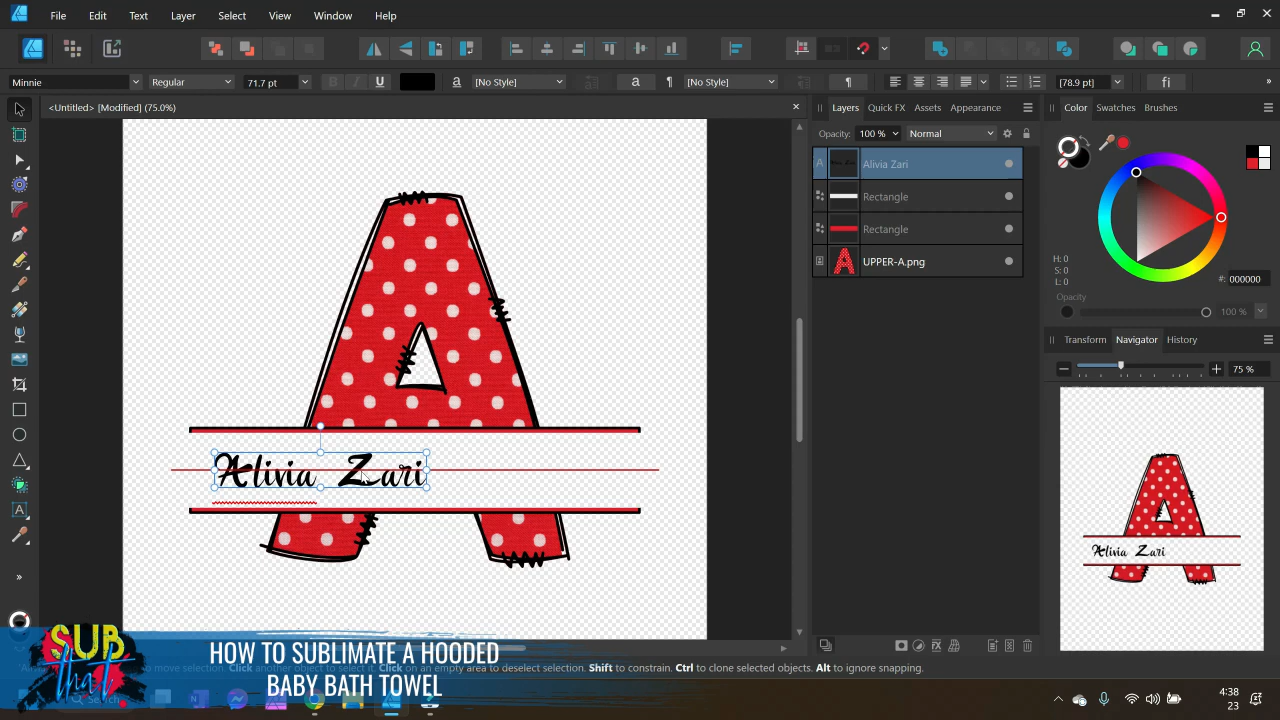 File Edit Text Layer Select View Window Help
Minnie Regular 71.7 pt B I U a [No Style] a ¶ [No Style] ¶ [78.9 pt] fi »
<Untitled> [Modified] (75.0%)
Layers Quick FX Assets Appearance
Color Swatches Brushes
Opacity: 100 % Normal
A Alivia Zari
Rectangle
Rectangle
UPPER-A.png
H: 0
S: 0
L: 0
#: 000000
Opacity
100 %
Transform Navigator History
75 %
A
Alivia Zari
Alivia Zari
»
SUB
that
HOW TO SUBLIMATE A HOODED
BABY BATH TOWEL
to move selection. Click another object to select it. Click on an empty area to deselect selection. Shift to constrain. Ctrl to clone selected objects. Alt to ignore snapping.
Search
23